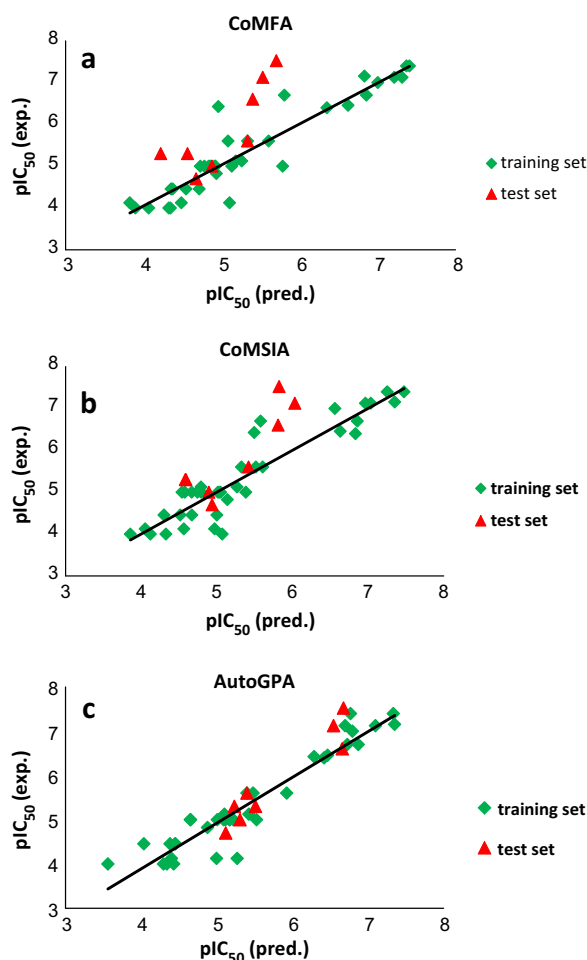 CoMFA
a
8
7
6
5
4
3
pIC50 (exp.)
3 4 5 6 7 8
pIC50 (pred.)
training set
test set
CoMSIA
b
8
7
6
5
4
3
pIC50 (exp.)
3 4 5 6 7 8
pIC50 (pred.)
training set
test set
AutoGPA
c
8
7
6
5
4
3
pIC50 (exp.)
3 4 5 6 7 8
pIC50 (pred.)
training set
test set